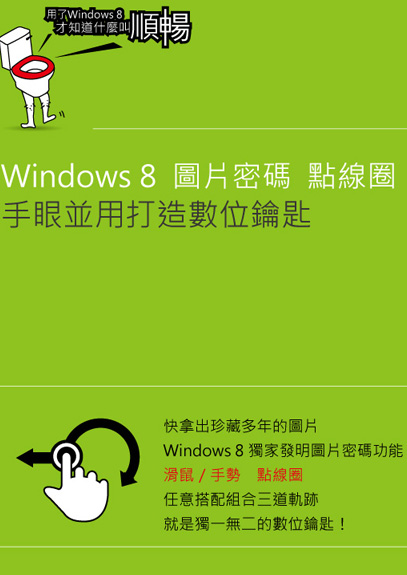 用了Windows 8
才知道什麼叫順暢
Windows 8 圖片密碼 點線圈
手眼並用打造數位鑰匙
快拿出珍藏多年的圖片
Windows 8 獨家發明圖片密碼功能
滑鼠 / 手勢 點線圈
任意搭配組合三道軌跡
就是獨一無二的數位鑰匙！